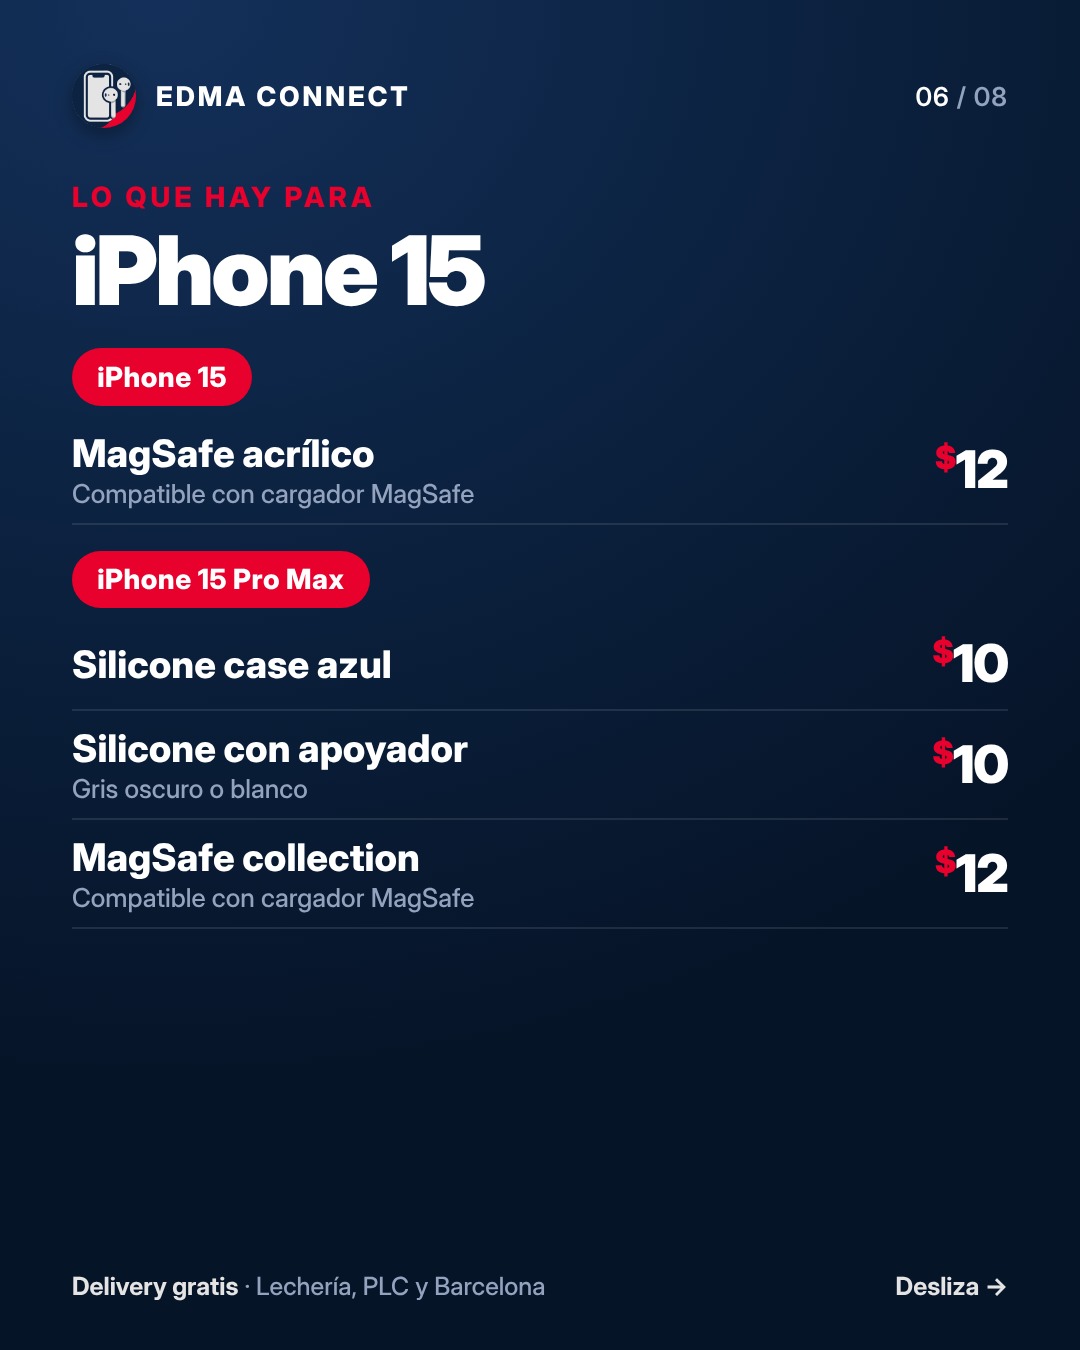 EDMA CONNECT
06 / 08
LO QUE HAY PARA
iPhone 15
iPhone 15
MagSafe acrílico
$12
Compatible con cargador MagSafe
iPhone 15 Pro Max
Silicone case azul
$10
Silicone con apoyador
$10
Gris oscuro o blanco
MagSafe collection
$12
Compatible con cargador MagSafe
Delivery gratis · Lechería, PLC y Barcelona
Desliza →